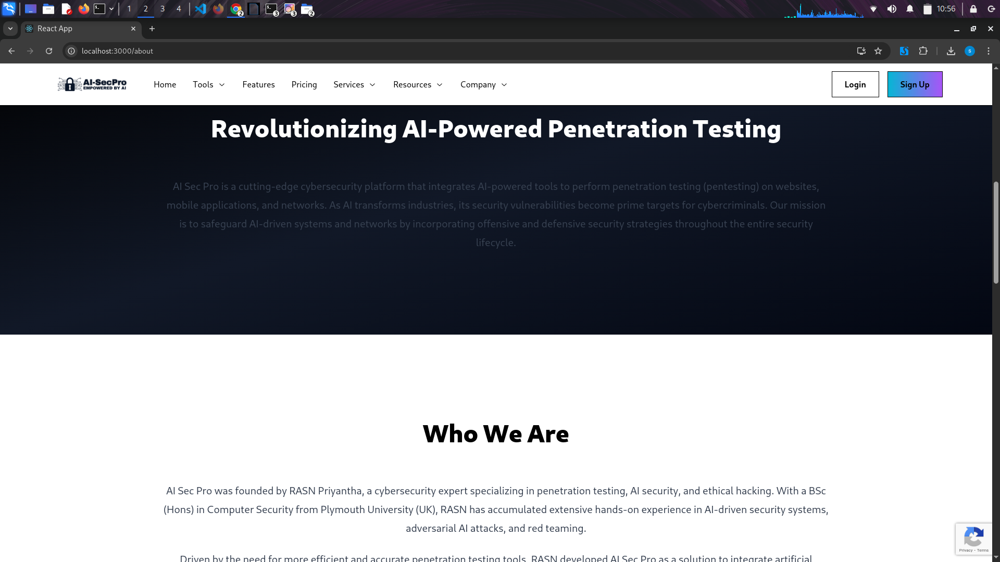 1 2 3 4
2 3 3 2
10:56
React App
localhost:3000/about
S
AI-SecPro
EMPOWERED BY AI
Home Tools Features Pricing Services Resources Company
Login Sign Up
Revolutionizing AI-Powered Penetration Testing
AI Sec Pro is a cutting-edge cybersecurity platform that integrates AI-powered tools to perform penetration testing (pentesting) on websites,
mobile applications, and networks. As AI transforms industries, its security vulnerabilities become prime targets for cybercriminals. Our mission
is to safeguard AI-driven systems and networks by incorporating offensive and defensive security strategies throughout the entire security
lifecycle.
Who We Are
AI Sec Pro was founded by RASN Priyantha, a cybersecurity expert specializing in penetration testing, AI security, and ethical hacking. With a BSc
(Hons) in Computer Security from Plymouth University (UK), RASN has accumulated extensive hands-on experience in AI-driven security systems,
adversarial AI attacks, and red teaming.
Driven by the need for more efficient and accurate penetration testing tools, RASN developed AI Sec Pro as a solution to integrate artificial
Privacy - Terms